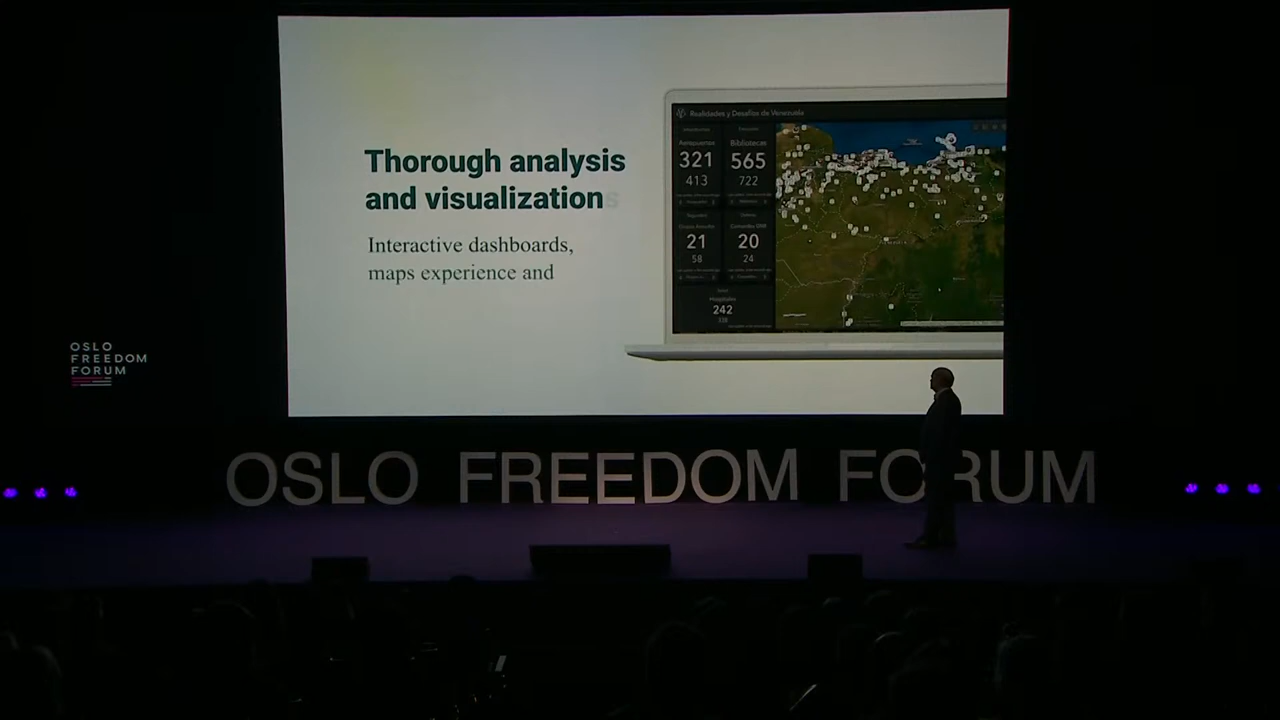 Thorough analysis
and visualizations
Interactive dashboards,
maps experience and
Realidades y Desafíos de Venezuela
Aeropuertos
321
413
Bibliotecas
565
722
21
58
20
24
Hospitales
242
OSLO
FREEDOM
FORUM
OSLO FREEDOM FORUM